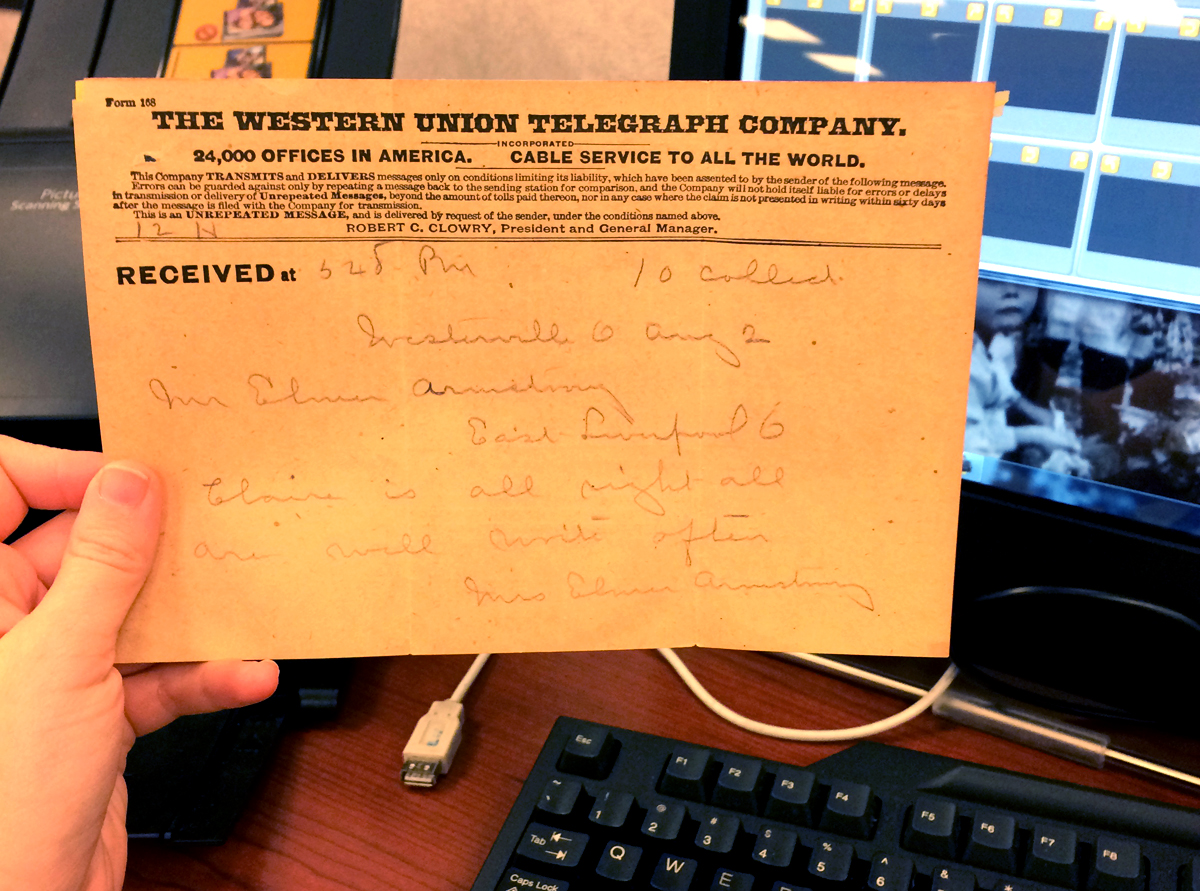 Form 168
THE WESTERN UNION TELEGRAPH COMPANY.
INCORPORATED
24,000 OFFICES IN AMERICA. CABLE SERVICE TO ALL THE WORLD.
This Company TRANSMITS and DELIVERS messages only on conditions limiting its liability, which have been assented to by the sender of the following message.
Errors can be guarded against only by repeating a message back to the sending station for comparison, and the Company will not hold itself liable for errors or delays
in transmission or delivery of Unrepeated Messages, beyond the amount of tolls paid thereon, nor in any case where the claim is not presented in writing within sixty days
after the message is filed with the Company for transmission.
This is an UNREPEATED MESSAGE, and is delivered by request of the sender, under the conditions named above.
ROBERT C. CLOWRY, President and General Manager.
12 N
RECEIVED at 528 Pm 10 collect
Westerville O Aug 2
Mr Elmer Armstrong
East Liverpool O
Claire is all right all
are well write often
Mrs Elmer Armstrong
Esc
F1 F2 F3 F4 F5 F6 F7 F8
~ ` ! 1 @ 2 # 3 $ 4 % 5 ^ 6 &
Tab Q W E
Caps Lock